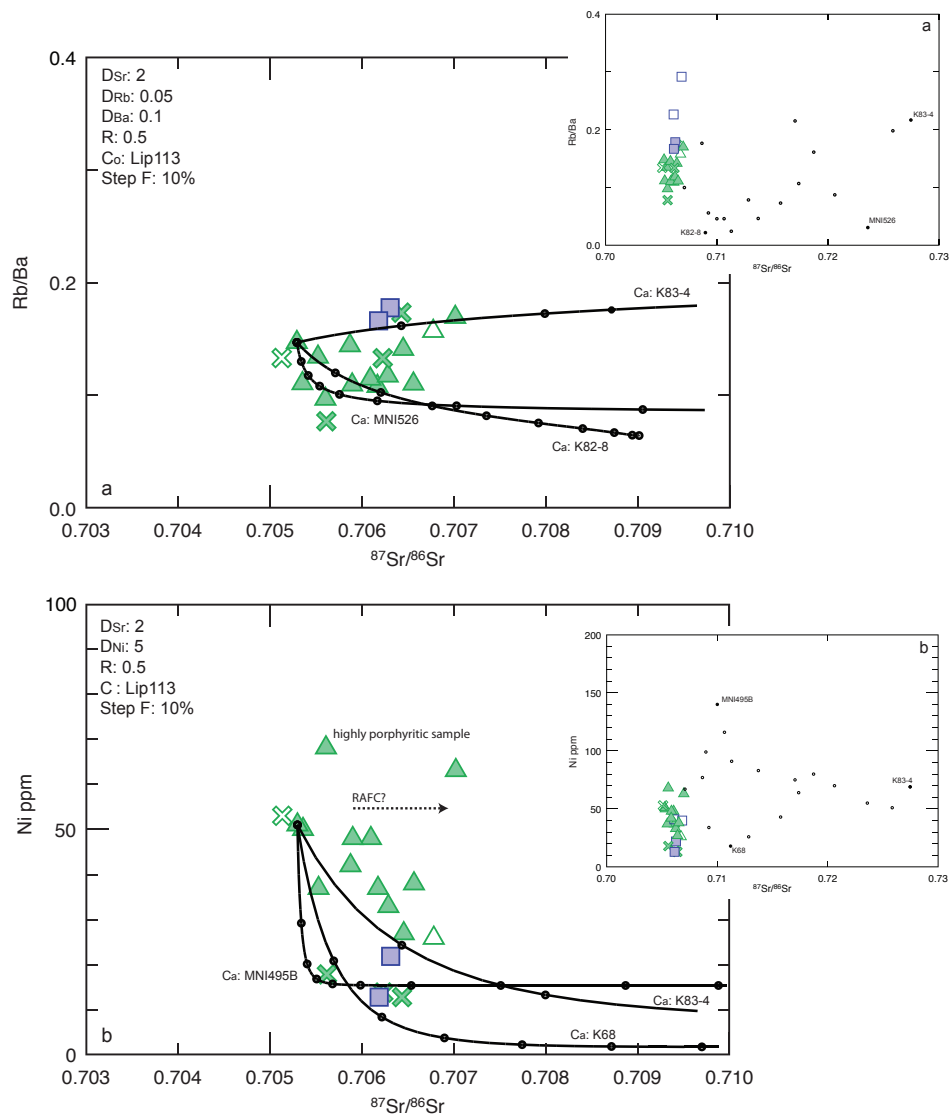 0.4
0.2
0.0
Rb/Ba
DSr: 2
DRb: 0.05
DBa: 0.1
R: 0.5
Co: Lip113
Step F: 10%
Ca: K83-4
Ca: MNI526
Ca: K82-8
a
0.703
0.704
0.705
0.706
0.707
0.708
0.709
0.710
87Sr/86Sr
a
0.4
0.2
0.0
Rb/Ba
K83-4
K82-8
MNI526
0.70
0.71
0.72
0.73
87Sr/86Sr
100
50
0
Ni ppm
DSr: 2
DNi: 5
R: 0.5
C : Lip113
Step F: 10%
highly porphyritic sample
RAFC?
Ca: MNI495B
Ca: K83-4
Ca: K68
b
0.703
0.704
0.705
0.706
0.707
0.708
0.709
0.710
87Sr/86Sr
b
200
150
100
50
0
Ni ppm
MNI495B
K83-4
K68
0.70
0.71
0.72
0.73
87Sr/86Sr